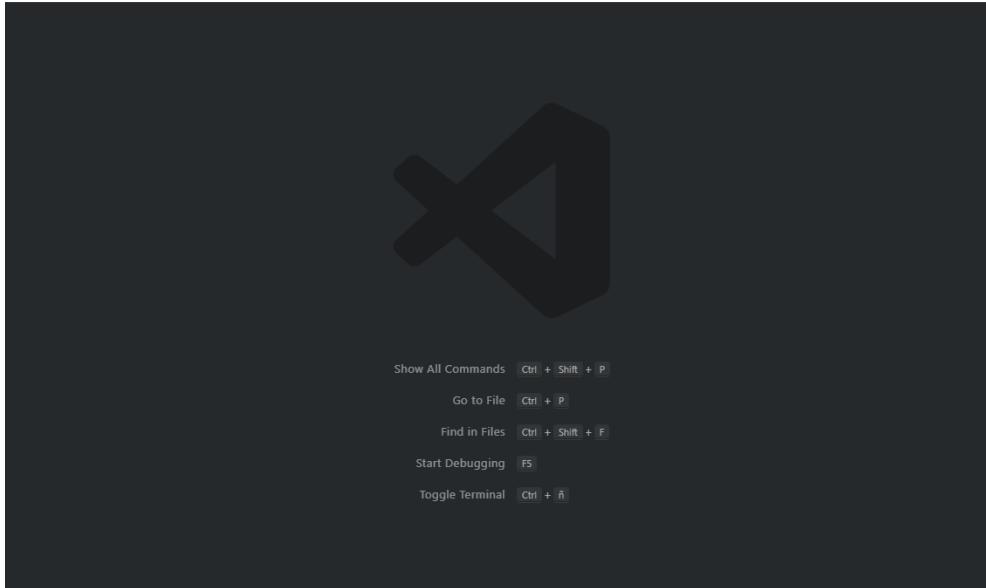 Show All Commands Ctrl + Shift + P
Go to File Ctrl + P
Find in Files Ctrl + Shift + F
Start Debugging F5
Toggle Terminal Ctrl + ñ